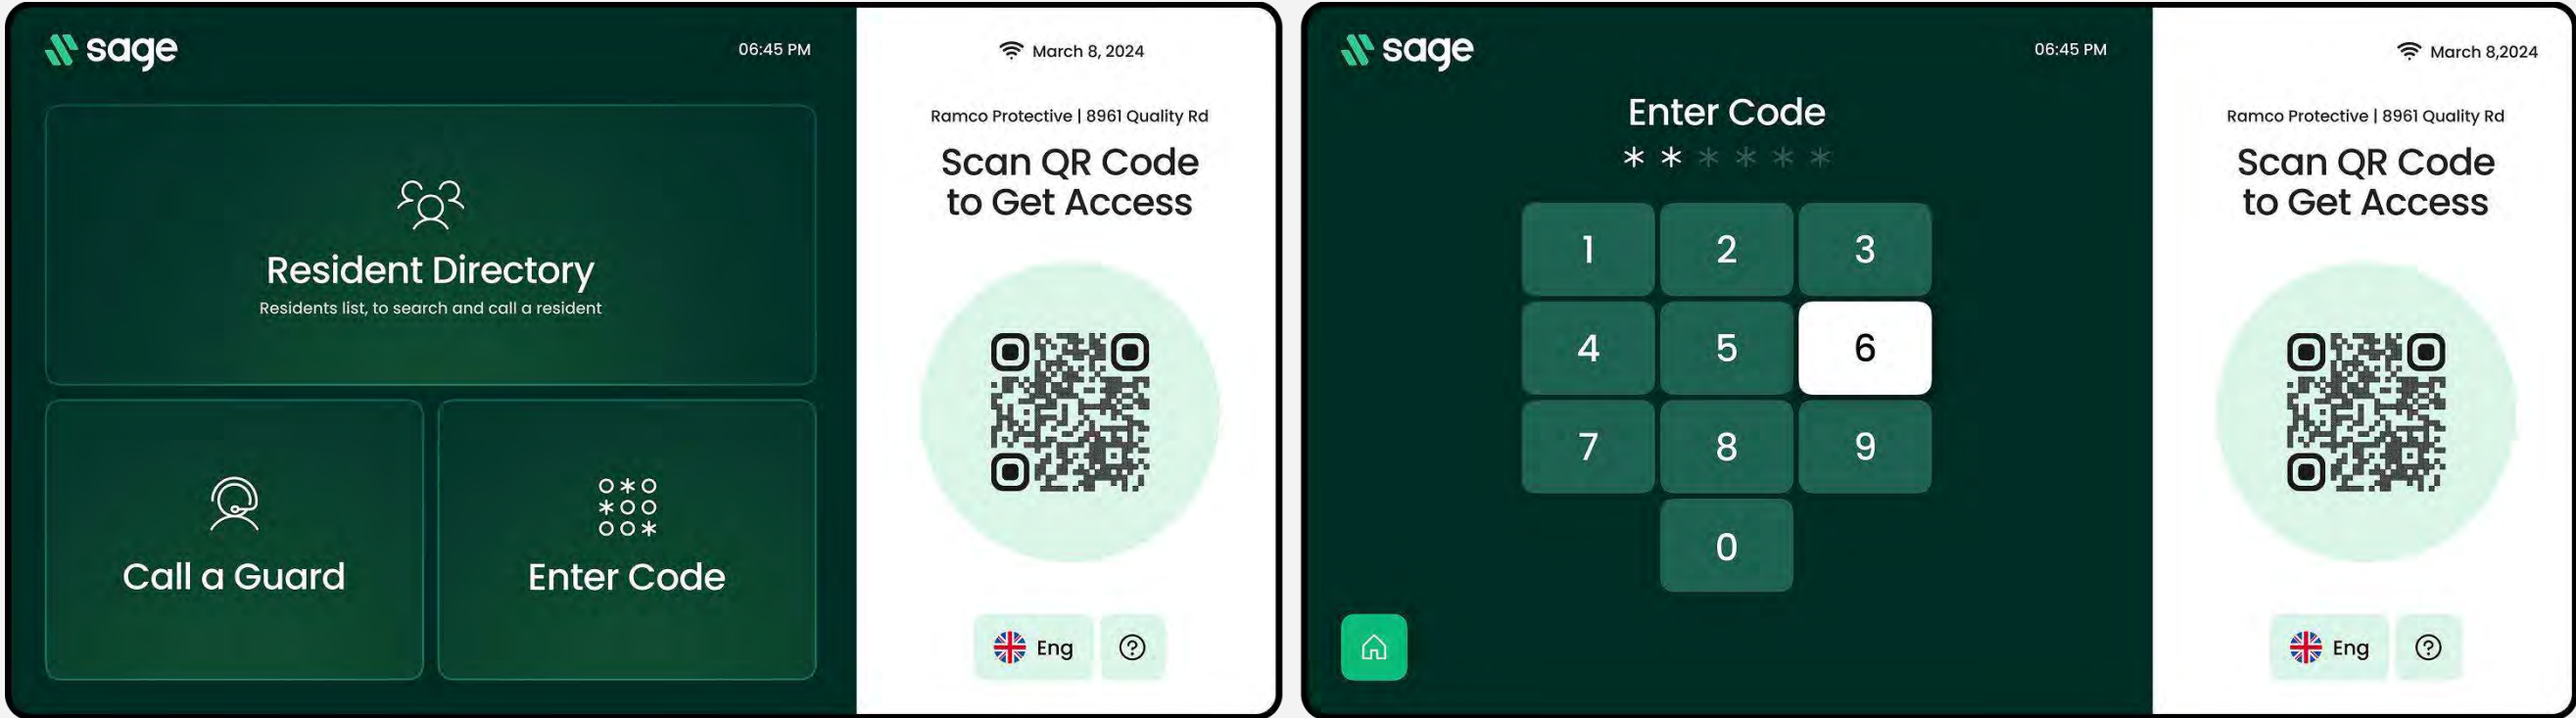 sage
06:45 PM
Resident Directory
Residents list, to search and call a resident
Call a Guard
Enter Code
March 8, 2024
Ramco Protective | 8961 Quality Rd
Scan QR Code
to Get Access
Eng
?
sage
06:45 PM
Enter Code
* * * * * *
1 2 3
4 5 6
7 8 9
0
March 8,2024
Ramco Protective | 8961 Quality Rd
Scan QR Code
to Get Access
Eng
?